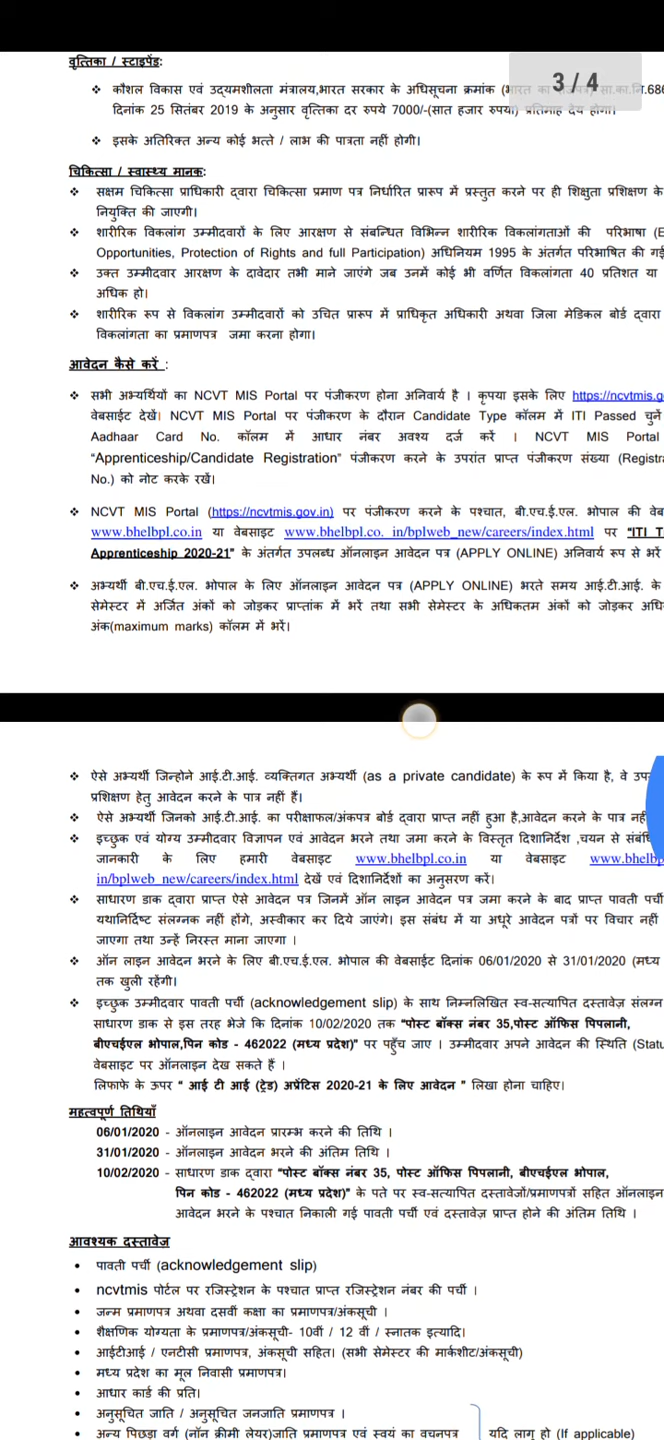 वृत्तिका / स्टाइपेंड:
3 / 4
❖ कौशल विकास एवं उद्यमशीलता मंत्रालय,भारत सरकार के अधिसूचना क्रमांक (भारत का राजपत्र) सा.का.नि.686
दिनांक 25 सितंबर 2019 के अनुसार वृत्तिका दर रुपये 7000/-(सात हजार रुपया) प्रतिमाह देय होगा।
❖ इसके अतिरिक्त अन्य कोई भत्ते / लाभ की पात्रता नहीं होगी।
चिकित्सा / स्वास्थ्य मानक:
❖ सक्षम चिकित्सा प्राधिकारी द्वारा चिकित्सा प्रमाण पत्र निर्धारित प्रारूप में प्रस्तुत करने पर ही शिक्षुता प्रशिक्षण के
नियुक्ति की जाएगी।
❖ शारीरिक विकलांग उम्मीदवारों के लिए आरक्षण से संबन्धित विभिन्न शारीरिक विकलांगताओं की परिभाषा (E
Opportunities, Protection of Rights and full Participation) अधिनियम 1995 के अंतर्गत परिभाषित की गई
❖ उक्त उम्मीदवार आरक्षण के दावेदार तभी माने जाएंगे जब उनमें कोई भी वर्णित विकलांगता 40 प्रतिशत या
अधिक हो।
❖ शारीरिक रूप से विकलांग उम्मीदवारों को उचित प्रारूप में प्राधिकृत अधिकारी अथवा जिला मेडिकल बोर्ड द्वारा
विकलांगता का प्रमाणपत्र जमा करना होगा।
आवेदन कैसे करें :
❖ सभी अभ्यर्थियों का NCVT MIS Portal पर पंजीकरण होना अनिवार्य है । कृपया इसके लिए https://ncvtmis.g
वेबसाईट देखें। NCVT MIS Portal पर पंजीकरण के दौरान Candidate Type कॉलम में ITI Passed चुनें
Aadhaar Card No. कॉलम में आधार नंबर अवश्य दर्ज करें । NCVT MIS Portal
“Apprenticeship/Candidate Registration” पंजीकरण करने के उपरांत प्राप्त पंजीकरण संख्या (Registra
No.) को नोट करके रखें।
❖ NCVT MIS Portal (https://ncvtmis.gov.in) पर पंजीकरण करने के पश्चात, बी.एच.ई.एल. भोपाल की वेब
www.bhelbpl.co.in या वेबसाइट www.bhelbpl.co. in/bplweb_new/careers/index.html पर “ITI T
Apprenticeship 2020-21” के अंतर्गत उपलब्ध ऑनलाइन आवेदन पत्र (APPLY ONLINE) अनिवार्य रूप से भरें
❖ अभ्यर्थी बी.एच.ई.एल. भोपाल के लिए ऑनलाइन आवेदन पत्र (APPLY ONLINE) भरते समय आई.टी.आई. के
सेमेस्टर में अर्जित अंकों को जोड़कर प्राप्तांक में भरें तथा सभी सेमेस्टर के अधिकतम अंकों को जोड़कर अधि
अंक(maximum marks) कॉलम में भरें।
❖ ऐसे अभ्यर्थी जिन्होने आई.टी.आई. व्यक्तिगत अभ्यर्थी (as a private candidate) के रूप में किया है, वे उप
प्रशिक्षण हेतु आवेदन करने के पात्र नहीं हैं।
❖ ऐसे अभ्यर्थी जिनको आई.टी.आई. का परीक्षाफल/अंकपत्र बोर्ड द्वारा प्राप्त नहीं हुआ है,आवेदन करने के पात्र नहीं
❖ इच्छुक एवं योग्य उम्मीदवार विज्ञापन एवं आवेदन भरने तथा जमा करने के विस्तृत दिशानिर्देश ,चयन से संबंधि
जानकारी के लिए हमारी वेबसाइट www.bhelbpl.co.in या वेबसाइट www.bhelbp
in/bplweb_new/careers/index.html देखें एवं दिशानिर्देशों का अनुसरण करें।
❖ साधारण डाक द्वारा प्राप्त ऐसे आवेदन पत्र जिनमें ऑन लाइन आवेदन पत्र जमा करने के बाद प्राप्त पावती पर्ची
यथानिर्दिष्ट संलग्नक नहीं होंगे, अस्वीकार कर दिये जाएंगे। इस संबंध में या अधूरे आवेदन पत्रों पर विचार नहीं
जाएगा तथा उन्हें निरस्त माना जाएगा ।
❖ ऑन लाइन आवेदन भरने के लिए बी.एच.ई.एल. भोपाल की वेबसाईट दिनांक 06/01/2020 से 31/01/2020 (मध्य
तक खुली रहेंगी।
❖ इच्छुक उम्मीदवार पावती पर्ची (acknowledgement slip) के साथ निम्नलिखित स्व-सत्यापित दस्तावेज़ संलग्न
साधारण डाक से इस तरह भेजे कि दिनांक 10/02/2020 तक “पोस्ट बॉक्स नंबर 35,पोस्ट ऑफिस पिपलानी,
बीएचईएल भोपाल,पिन कोड - 462022 (मध्य प्रदेश)” पर पहुँच जाए । उम्मीदवार अपने आवेदन की स्थिति (Statu
वेबसाइट पर ऑनलाइन देख सकते हैं ।
लिफाफे के ऊपर “ आई टी आई (ट्रेड) अप्रेंटिस 2020-21 के लिए आवेदन ” लिखा होना चाहिए।
महत्वपूर्ण तिथियाँ
06/01/2020 - ऑनलाइन आवेदन प्रारम्भ करने की तिथि ।
31/01/2020 - ऑनलाइन आवेदन भरने की अंतिम तिथि ।
10/02/2020 - साधारण डाक द्वारा “पोस्ट बॉक्स नंबर 35, पोस्ट ऑफिस पिपलानी, बीएचईएल भोपाल,
पिन कोड - 462022 (मध्य प्रदेश)” के पते पर स्व-सत्यापित दस्तावेजों/प्रमाणपत्रों सहित ऑनलाइन
आवेदन भरने के पश्चात निकाली गई पावती पर्ची एवं दस्तावेज़ प्राप्त होने की अंतिम तिथि ।
आवश्यक दस्तावेज
• पावती पर्ची (acknowledgement slip)
• ncvtmis पोर्टल पर रजिस्ट्रेशन के पश्चात प्राप्त रजिस्ट्रेशन नंबर की पर्ची ।
• जन्म प्रमाणपत्र अथवा दसवीं कक्षा का प्रमाणपत्र/अंकसूची ।
• शैक्षणिक योग्यता के प्रमाणपत्र/अंकसूची- 10वीं / 12 वीं / स्नातक इत्यादि।
• आईटीआई / एनटीसी प्रमाणपत्र, अंकसूची सहित। (सभी सेमेस्टर की मार्कशीट/अंकसूची)
• मध्य प्रदेश का मूल निवासी प्रमाणपत्र।
• आधार कार्ड की प्रति।
• अनुसूचित जाति / अनुसूचित जनजाति प्रमाणपत्र ।
• अन्य पिछड़ा वर्ग (नॉन क्रीमी लेयर)जाति प्रमाणपत्र एवं स्वयं का वचनपत्र यदि लागू हो (If applicable)